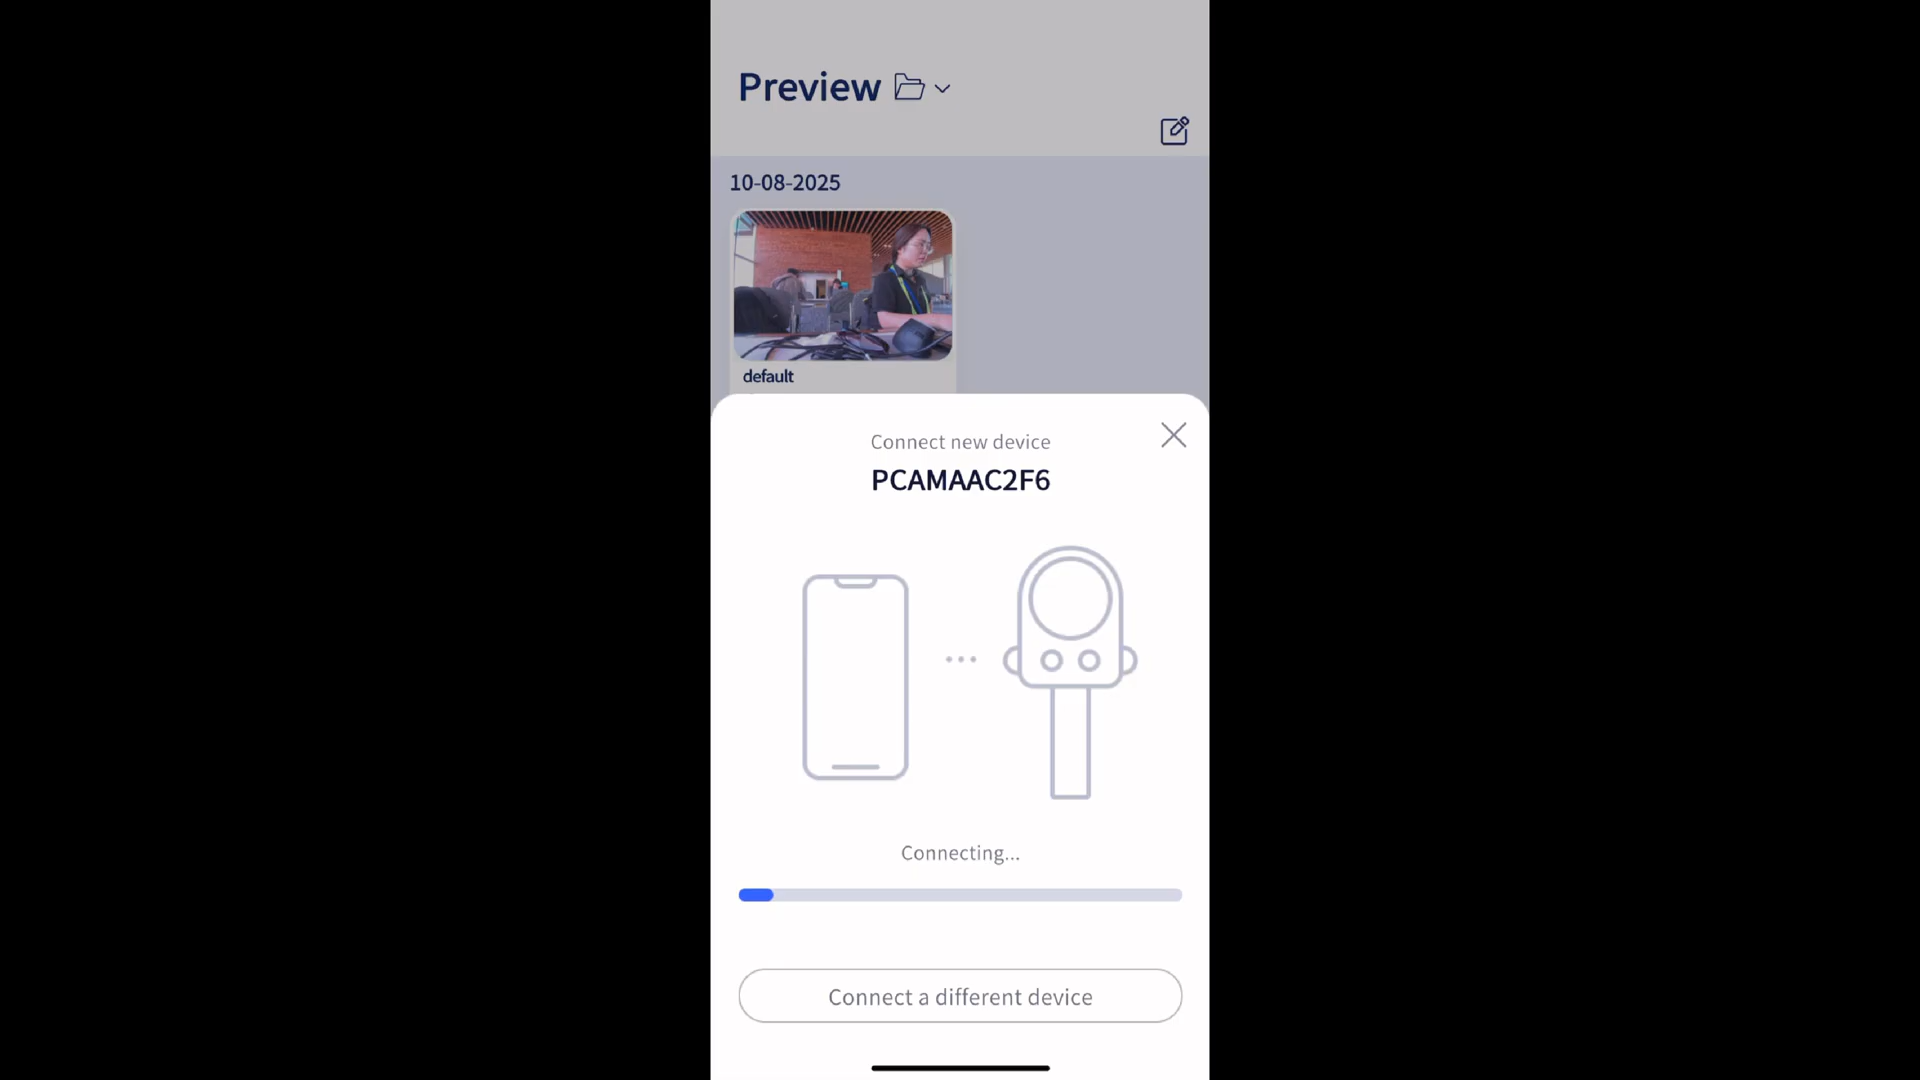 Preview
10-08-2025
default
Connect new device
PCAMAAC2F6
Connecting...
Connect a different device